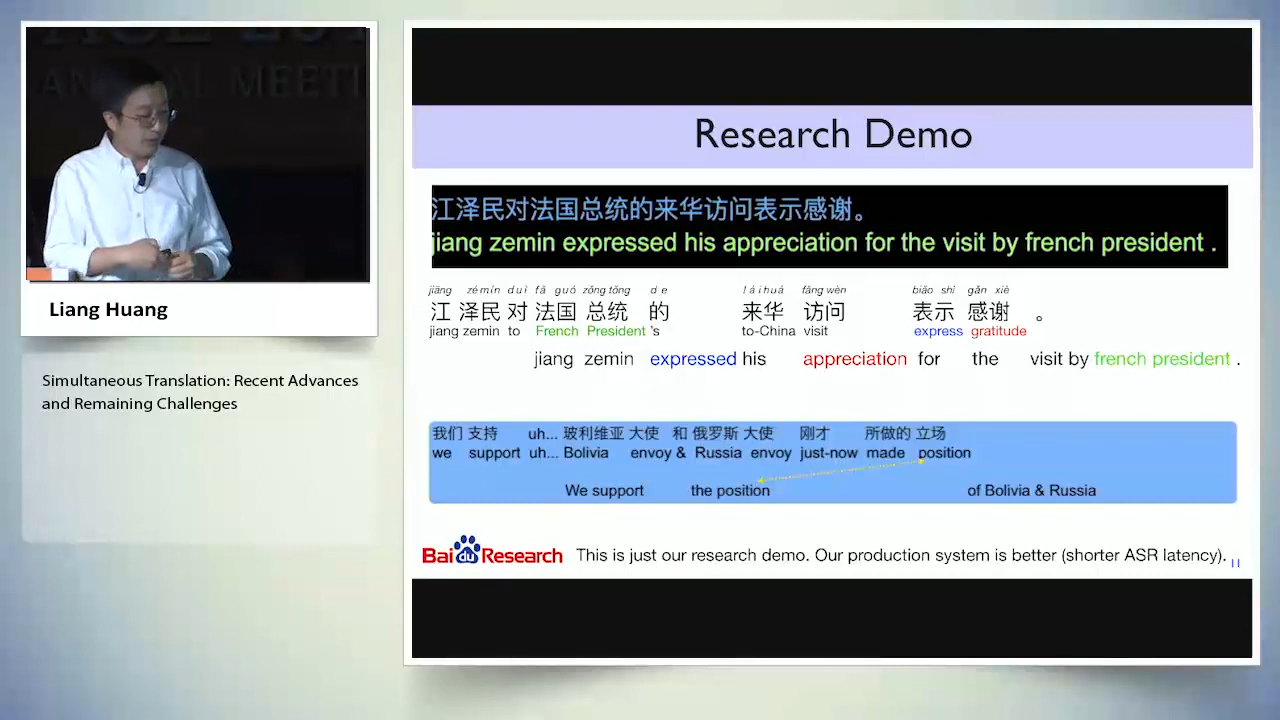 ANNUAL MEETI
Liang Huang
Simultaneous Translation: Recent Advances
and Remaining Challenges
Research Demo
江泽民对法国总统的来华访问表示感谢。
jiang zemin expressed his appreciation for the visit by french president .
jiāng zémín duì fǎ guó zǒng tǒng de lái huá fǎng wèn biǎo shì gǎn xiè
江 泽民 对 法国 总统 的 来华 访问 表示 感谢 。
jiang zemin to French President 's to-China visit express gratitude
jiang zemin expressed his appreciation for the visit by french president .
我们 支持 uh... 玻利维亚 大使 和 俄罗斯 大使 刚才 所做的 立场
we support uh... Bolivia envoy & Russia envoy just-now made position
We support the position of Bolivia & Russia
Baidu Research This is just our research demo. Our production system is better (shorter ASR latency).
11